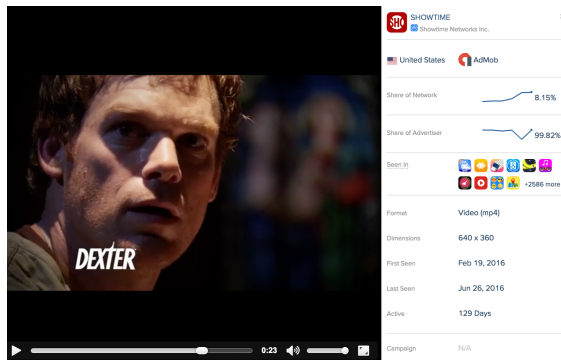 DEXTER
0:23
SHO
SHOWTIME
Showtime Networks Inc.
United States
AdMob
Share of Network
8.15%
Share of Advertiser
99.82%
Seen In
+2586 more
Format
Video (mp4)
Dimensions
640 x 360
First Seen
Feb 19, 2016
Last Seen
Jun 26, 2016
Active
129 Days
Campaign
N/A